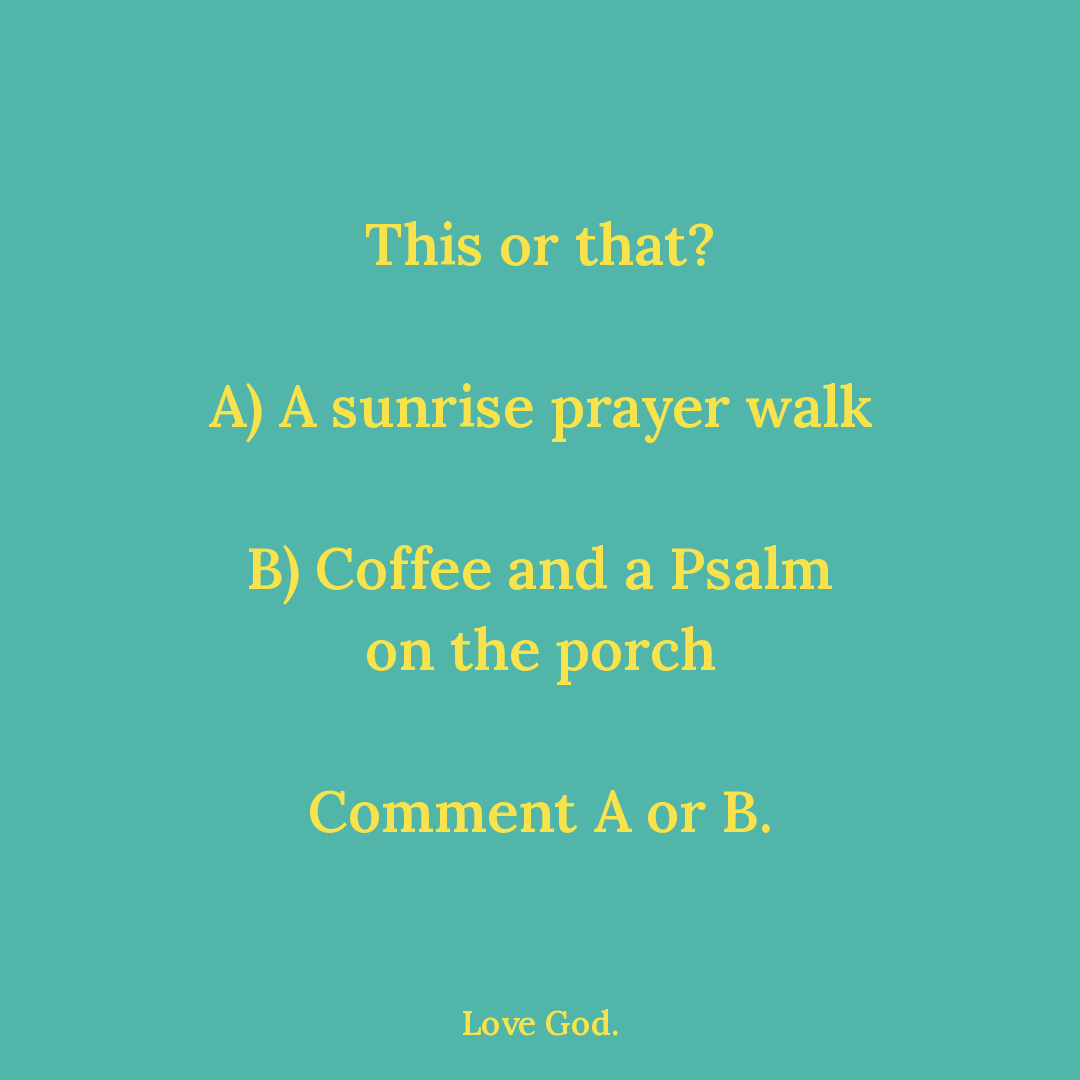 This or that?
A) A sunrise prayer walk
B) Coffee and a Psalm
on the porch
Comment A or B.
Love God.